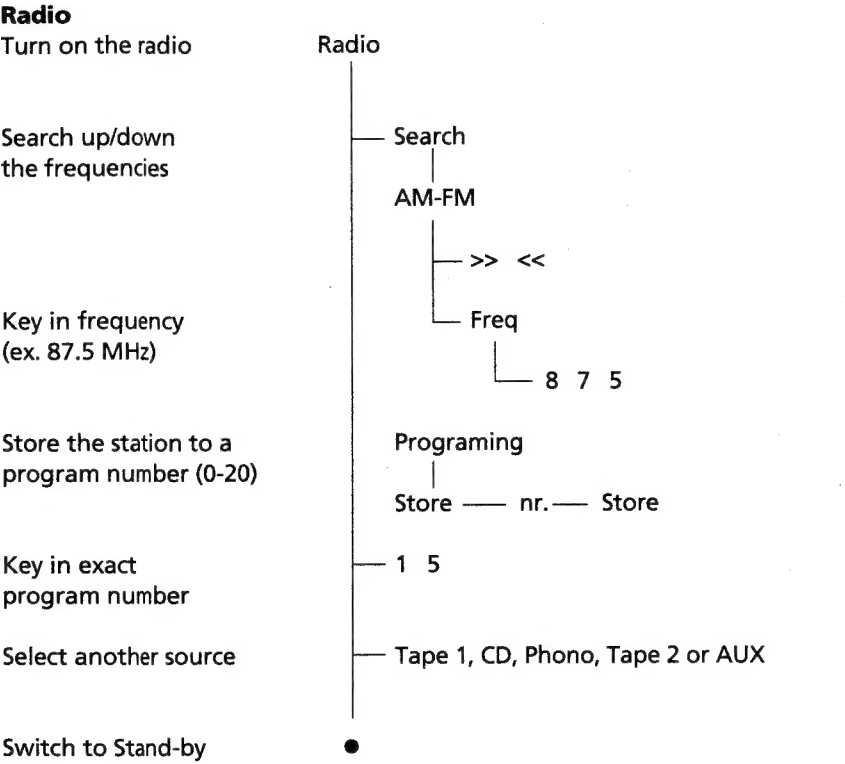 Radio
Turn on the radio Radio
Search up/down Search
the frequencies
AM-FM
>> <<
Key in frequency Freq
(ex. 87.5 MHz)
8 7 5
Store the station to a Programing
program number (0-20)
Store nr. Store
Key in exact 1 5
program number
Select another source Tape 1, CD, Phono, Tape 2 or AUX
Switch to Stand-by